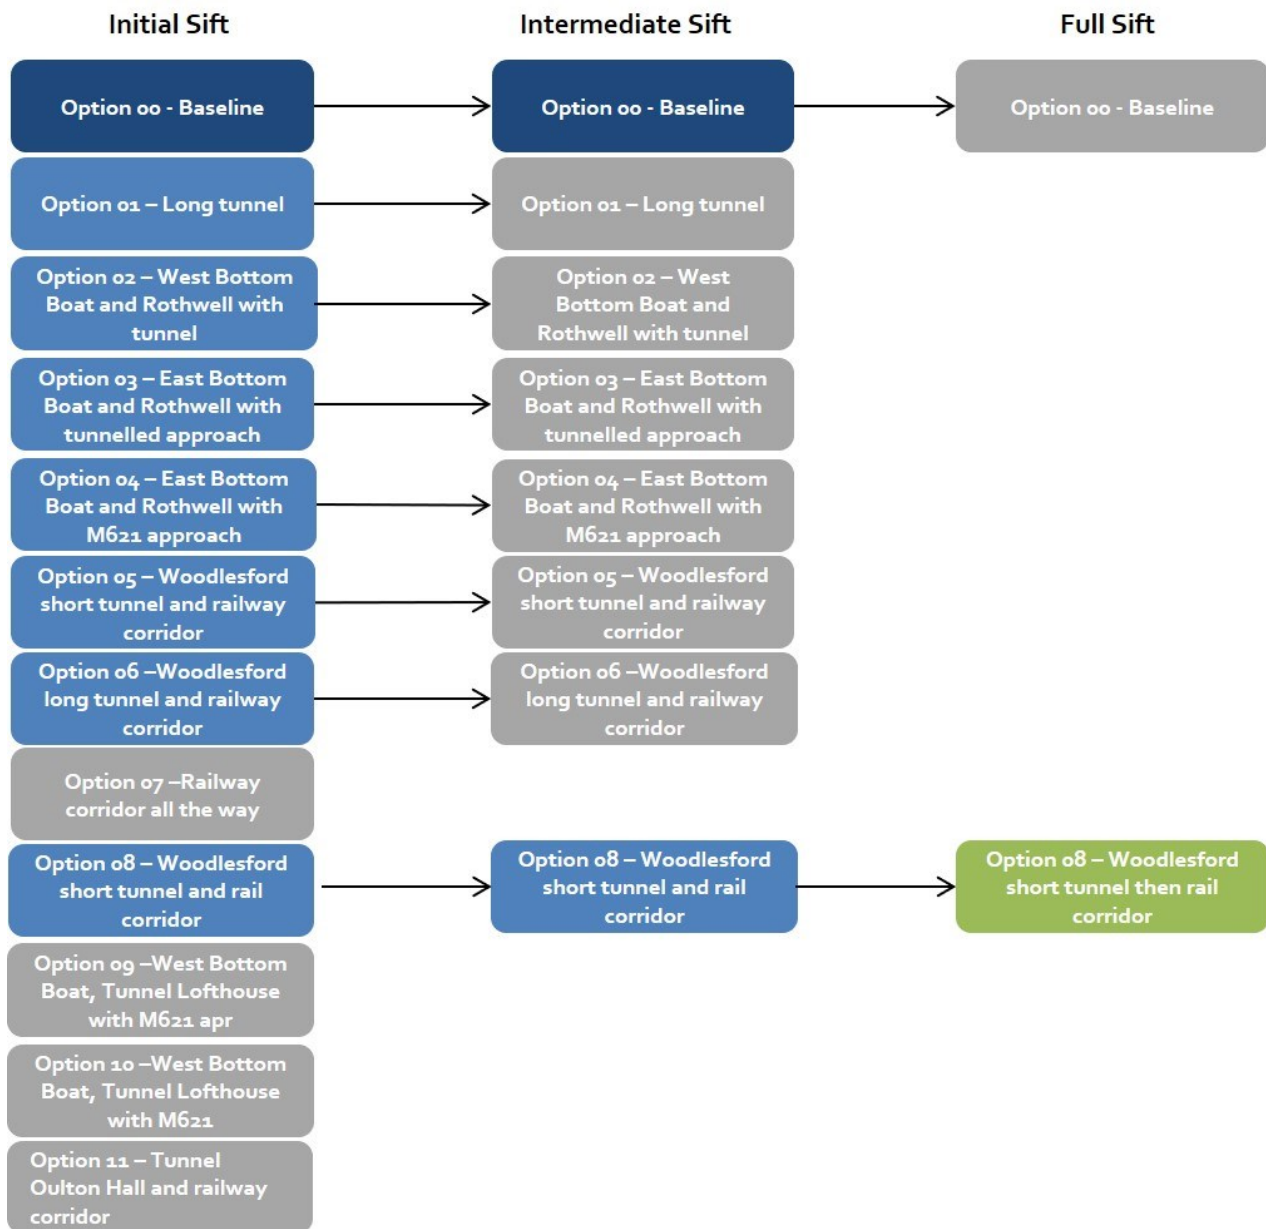 Initial Sift
Intermediate Sift
Full Sift
Option 00 - Baseline
Option 00 - Baseline
Option 00 - Baseline
Option 01 – Long tunnel
Option 01 – Long tunnel
Option 02 – West Bottom
Boat and Rothwell with
tunnel
Option 02 – West
Bottom Boat and
Rothwell with tunnel
Option 03 – East Bottom
Boat and Rothwell with
tunnelled approach
Option 03 – East Bottom
Boat and Rothwell with
tunnelled approach
Option 04 – East Bottom
Boat and Rothwell with
M621 approach
Option 04 – East Bottom
Boat and Rothwell with
M621 approach
Option 05 – Woodlesford
short tunnel and railway
corridor
Option 05 – Woodlesford
short tunnel and railway
corridor
Option 06 –Woodlesford
long tunnel and railway
corridor
Option 06 –Woodlesford
long tunnel and railway
corridor
Option 07 –Railway
corridor all the way
Option 08 – Woodlesford
short tunnel and rail
corridor
Option 08 – Woodlesford
short tunnel and rail
corridor
Option 08 – Woodlesford
short tunnel then rail
corridor
Option 09 –West Bottom
Boat, Tunnel Lofthouse
with M621 apr
Option 10 –West Bottom
Boat, Tunnel Lofthouse
with M621
Option 11 – Tunnel
Oulton Hall and railway
corridor